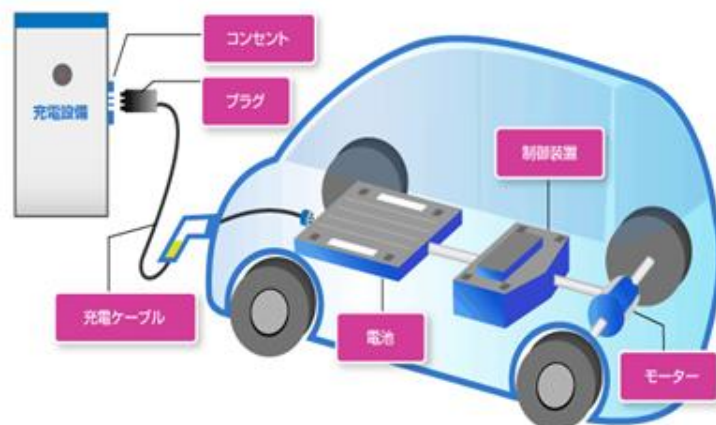 コンセント
プラグ
充電設備
制御装置
充電ケーブル
電池
モーター